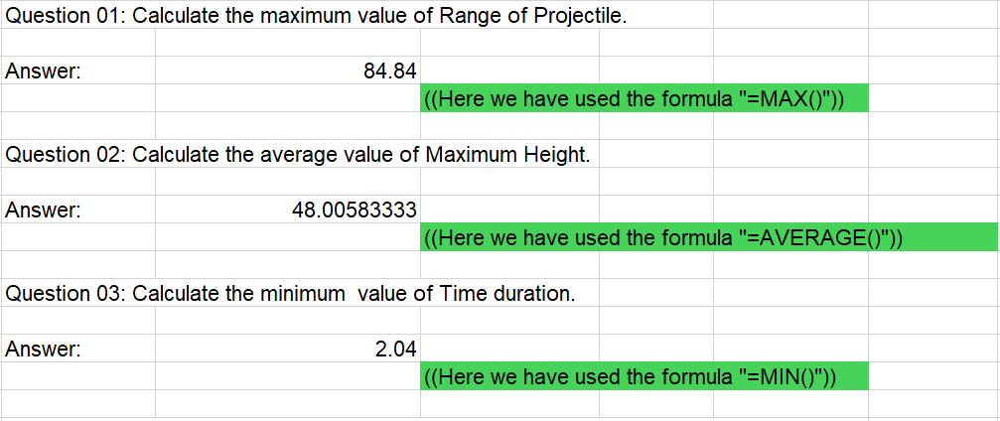 Question 01: Calculate the maximum value of Range of Projectile.
Answer: 84.84
((Here we have used the formula "=MAX()"))
Question 02: Calculate the average value of Maximum Height.
Answer: 48.00583333
((Here we have used the formula "=AVERAGE()"))
Question 03: Calculate the minimum  value of Time duration.
Answer: 2.04
((Here we have used the formula "=MIN()"))